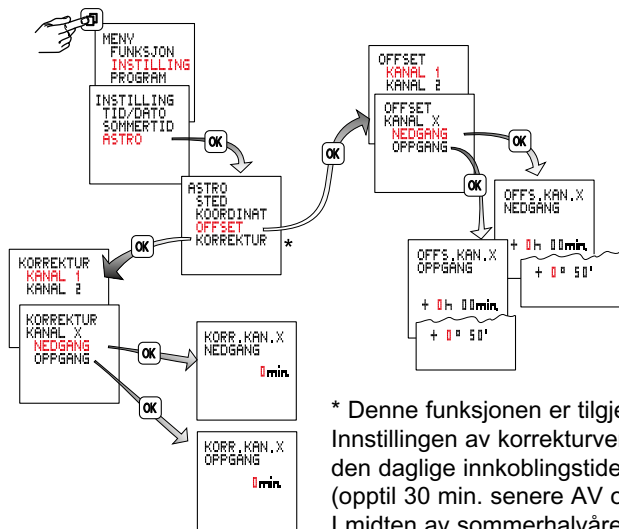 MENY
FUNKSJON
INSTILLING
PROGRAM
INSTILLING
TID/DATO
SOMMERTID
ASTRO
OK
ASTRO
STED
KOORDINAT
OFFSET
KORREKTUR
*
OK
OFFSET
KANAL 1
KANAL 2
OFFSET
KANAL X
NEDGANG
OPPGANG
OK
OK
OFFS.KAN.X
NEDGANG
+ 0h 00min.
+ 0° 50'
OFFS.KAN.X
OPPGANG
+ 0h 00min.
+ 0° 50'
OK
KORREKTUR
KANAL 1
KANAL 2
KORREKTUR
KANAL X
NEDGANG
OPPGANG
OK
OK
KORR.KAN.X
NEDGANG
0min.
KORR.KAN.X
OPPGANG
0min.
* Denne funksjonen er tilgje
Innstillingen av korrekturver
den daglige innkoblingstide
(opptil 30 min. senere AV o
I midten av sommerhalvåre